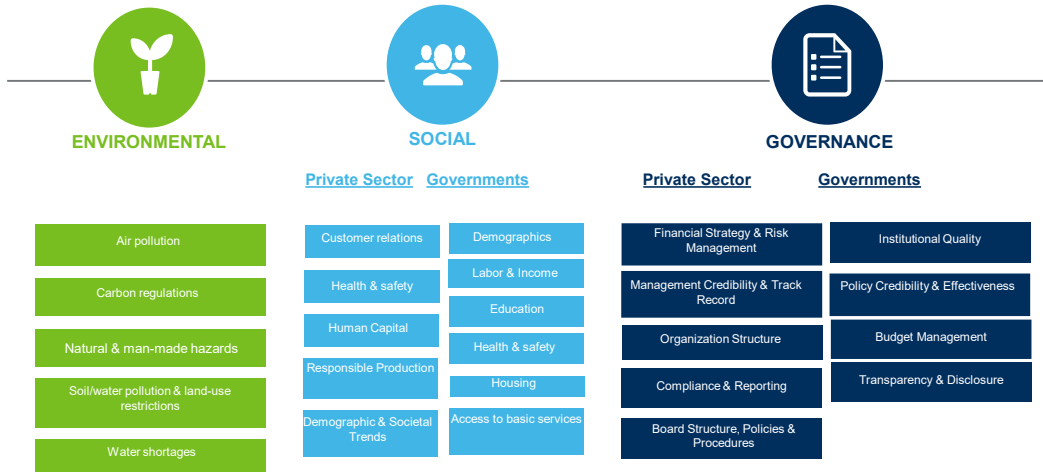 ENVIRONMENTAL
SOCIAL
GOVERNANCE
Private Sector
Governments
Private Sector
Governments
Air pollution
Carbon regulations
Natural & man-made hazards
Soil/water pollution & land-use
restrictions
Water shortages
Customer relations
Health & safety
Human Capital
Responsible Production
Demographic & Societal
Trends
Demographics
Labor & Income
Education
Health & safety
Housing
Access to basic services
Financial Strategy & Risk
Management
Management Credibility & Track
Record
Organization Structure
Compliance & Reporting
Board Structure, Policies &
Procedures
Institutional Quality
Policy Credibility & Effectiveness
Budget Management
Transparency & Disclosure